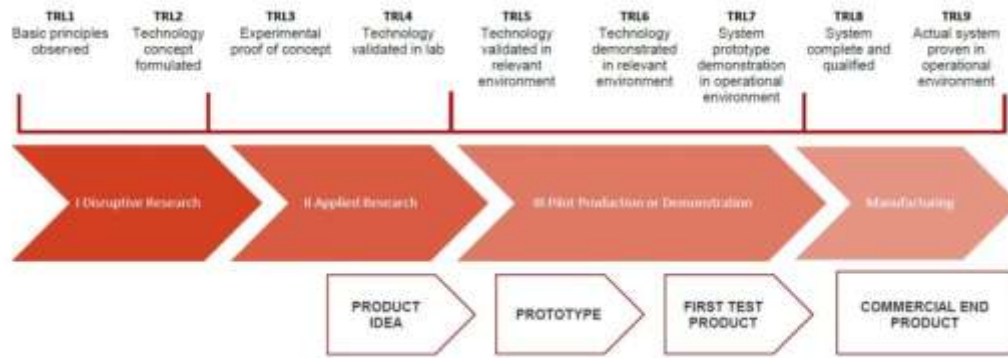 TRL1
Basic principles
observed
TRL2
Technology
concept
formulated
TRL3
Experimental
proof of concept
TRL4
Technology
validated in lab
TRL5
Technology
validated in
relevant
environment
TRL6
Technology
demonstrated
in relevant
environment
TRL7
System
prototype
demonstration
in operational
environment
TRL8
System
complete and
qualified
TRL9
Actual system
proven in
operational
environment
I Disruptive Research
II Applied Research
III Pilot Production or Demonstration
Manufacturing
PRODUCT
IDEA
PROTOTYPE
FIRST TEST
PRODUCT
COMMERCIAL END
PRODUCT